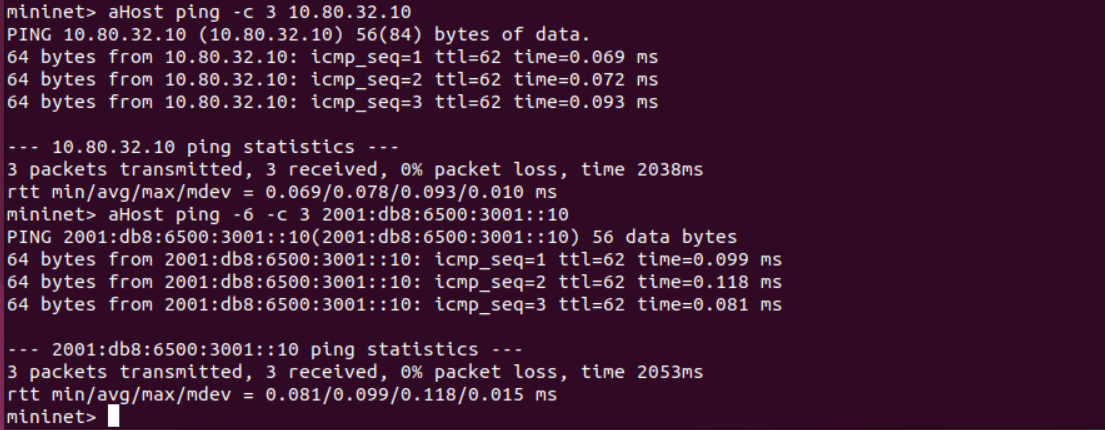 mininet> aHost ping -c 3 10.80.32.10
PING 10.80.32.10 (10.80.32.10) 56(84) bytes of data.
64 bytes from 10.80.32.10: icmp_seq=1 ttl=62 time=0.069 ms
64 bytes from 10.80.32.10: icmp_seq=2 ttl=62 time=0.072 ms
64 bytes from 10.80.32.10: icmp_seq=3 ttl=62 time=0.093 ms

--- 10.80.32.10 ping statistics ---
3 packets transmitted, 3 received, 0% packet loss, time 2038ms
rtt min/avg/max/mdev = 0.069/0.078/0.093/0.010 ms
mininet> aHost ping -6 -c 3 2001:db8:6500:3001::10
PING 2001:db8:6500:3001::10(2001:db8:6500:3001::10) 56 data bytes
64 bytes from 2001:db8:6500:3001::10: icmp_seq=1 ttl=62 time=0.099 ms
64 bytes from 2001:db8:6500:3001::10: icmp_seq=2 ttl=62 time=0.118 ms
64 bytes from 2001:db8:6500:3001::10: icmp_seq=3 ttl=62 time=0.081 ms

--- 2001:db8:6500:3001::10 ping statistics ---
3 packets transmitted, 3 received, 0% packet loss, time 2053ms
rtt min/avg/max/mdev = 0.081/0.099/0.118/0.015 ms
mininet>